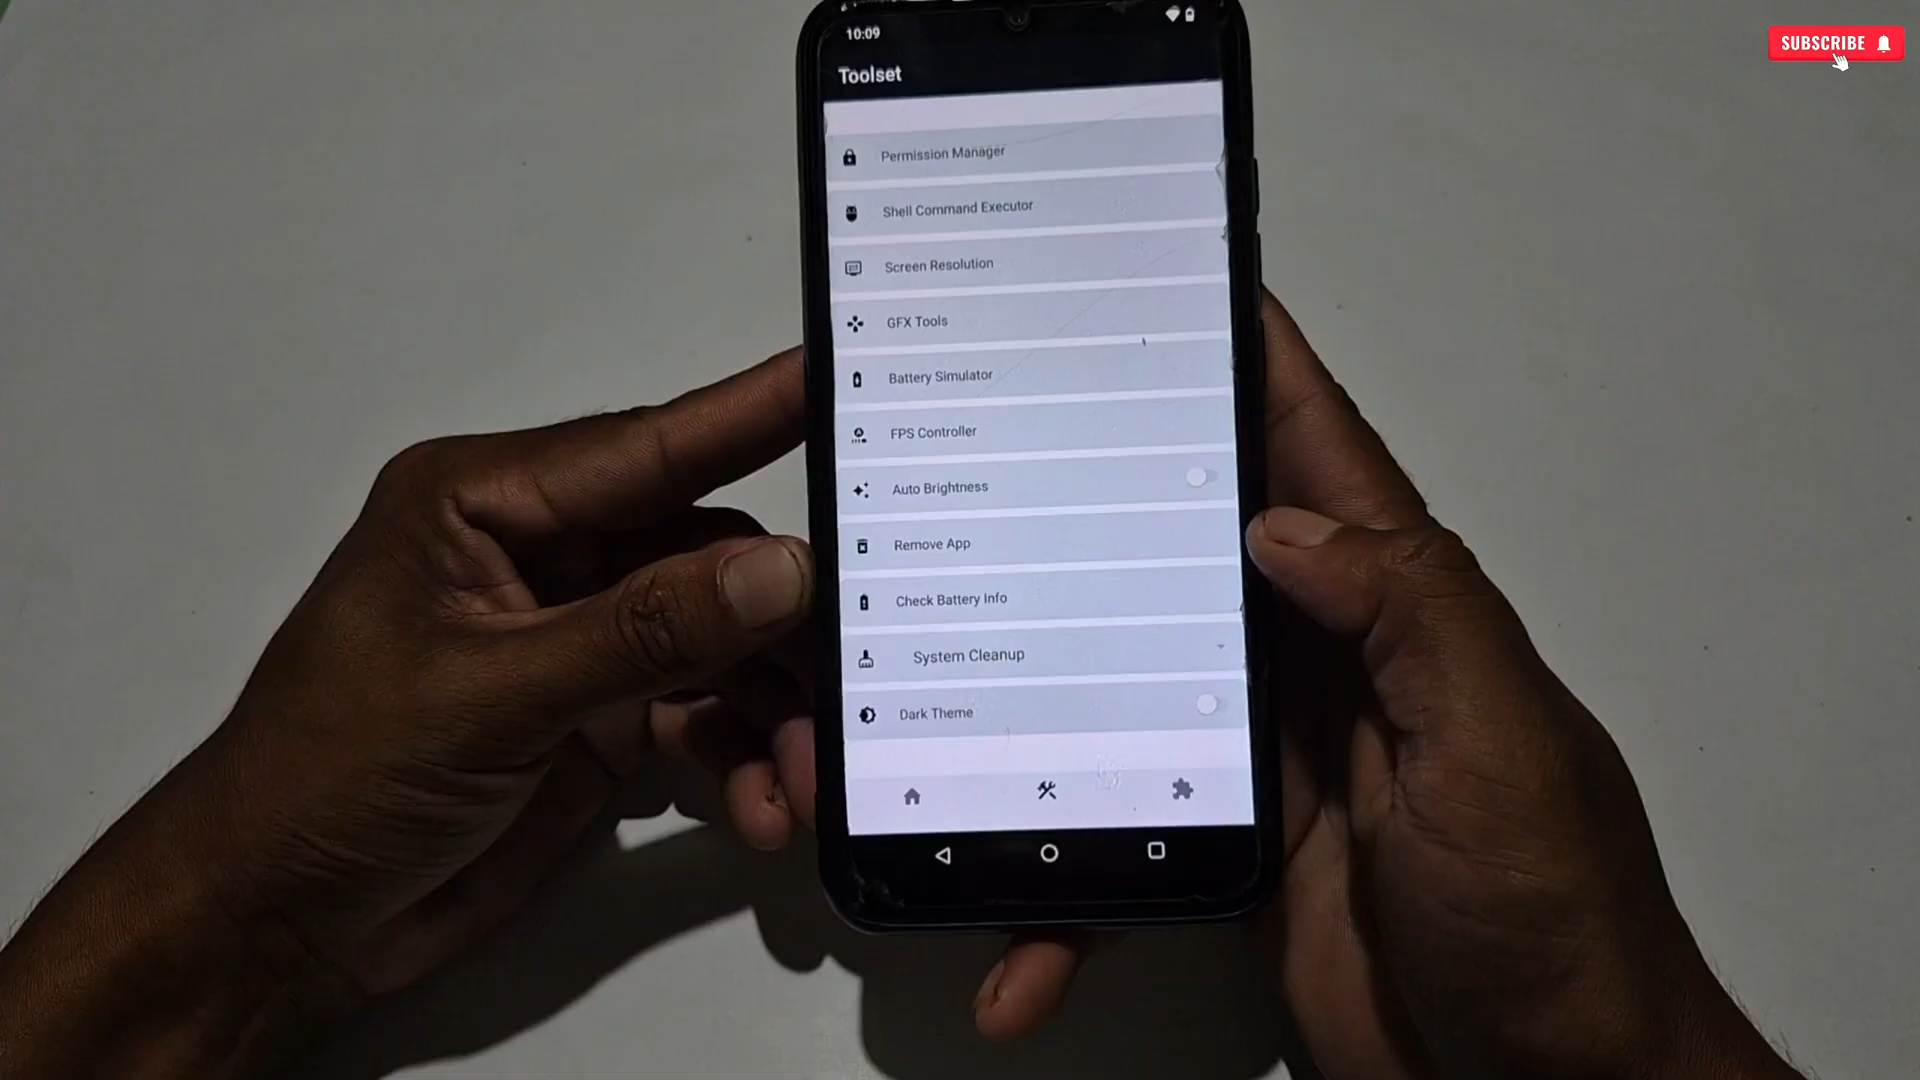 SUBSCRIBE
10:09
Toolset
Permission Manager
Shell Command Executor
Screen Resolution
GFX Tools
Battery Simulator
FPS Controller
Auto Brightness
Remove App
Check Battery Info
System Cleanup
Dark Theme